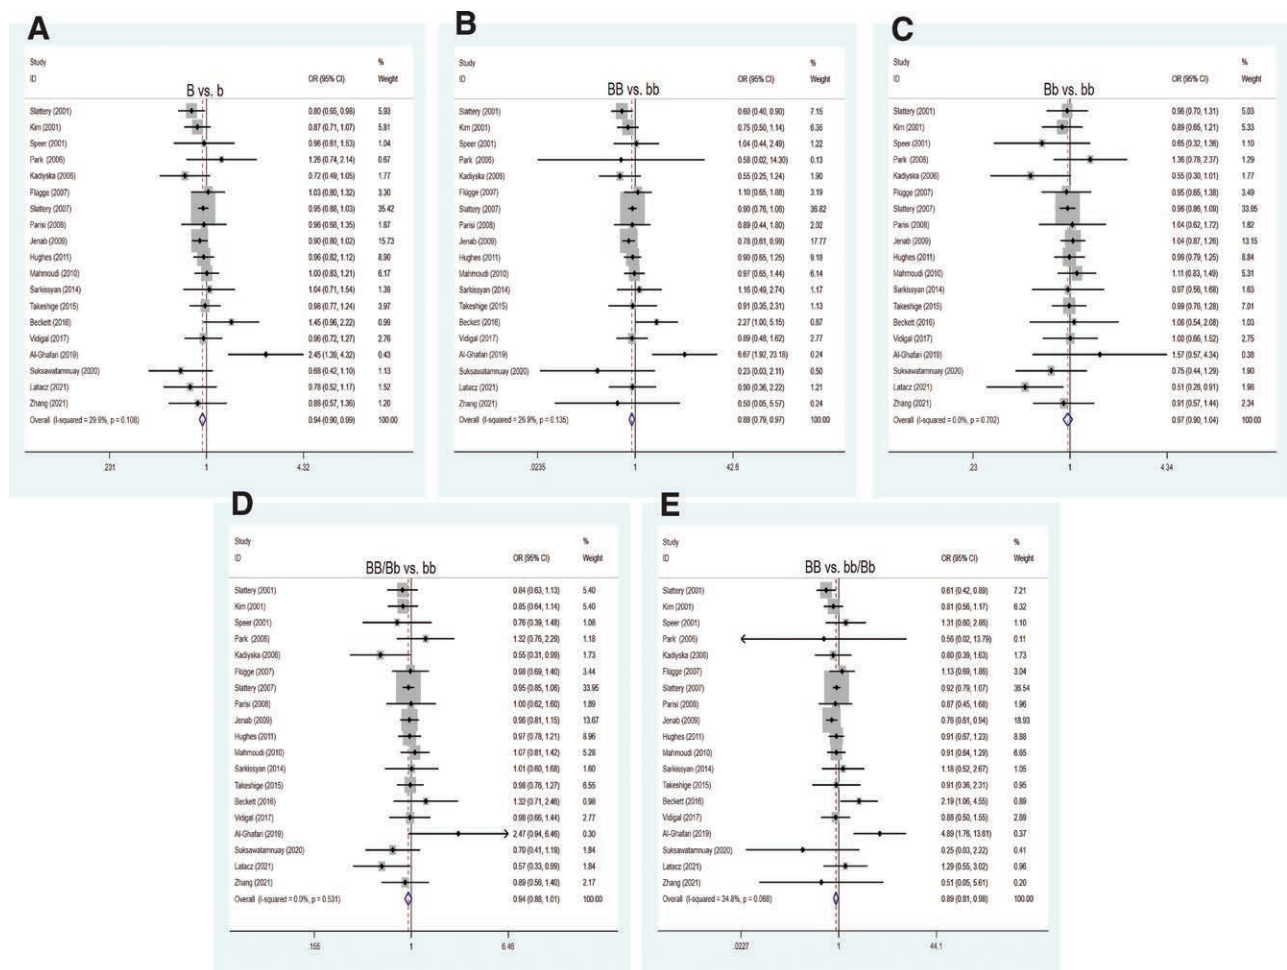 A
Study %
ID OR (95% CI) Weight
B vs. b
Slattery (2001) 0.80 (0.65, 0.98) 5.93
Kim (2001) 0.87 (0.71, 1.07) 5.81
Speer (2001) 0.96 (0.61, 1.53) 1.04
Park (2006) 1.26 (0.74, 2.14) 0.67
Kadiyska (2006) 0.72 (0.49, 1.05) 1.77
Flügge (2007) 1.03 (0.80, 1.32) 3.30
Slattery (2007) 0.95 (0.88, 1.03) 35.42
Parisi (2008) 0.96 (0.68, 1.35) 1.87
Jenab (2009) 0.90 (0.80, 1.02) 15.73
Hughes (2011) 0.96 (0.82, 1.12) 8.90
Mahmoudi (2010) 1.00 (0.83, 1.21) 6.17
Sarkissyan (2014) 1.04 (0.71, 1.54) 1.39
Takeshige (2015) 0.98 (0.77, 1.24) 3.97
Beckett (2016) 1.45 (0.96, 2.22) 0.99
Vidigal (2017) 0.96 (0.72, 1.27) 2.76
Al-Ghafari (2019) 2.45 (1.39, 4.32) 0.43
Suksawatamnuay (2020) 0.68 (0.42, 1.10) 1.13
Latacz (2021) 0.78 (0.52, 1.17) 1.52
Zhang (2021) 0.88 (0.57, 1.36) 1.20
Overall (I-squared = 29.9%, p = 0.108) 0.94 (0.90, 0.99) 100.00
.231 1 4.32
B
Study %
ID OR (95% CI) Weight
BB vs. bb
Slattery (2001) 0.60 (0.40, 0.90) 7.15
Kim (2001) 0.75 (0.50, 1.14) 6.35
Speer (2001) 1.04 (0.44, 2.49) 1.22
Park (2006) 0.58 (0.02, 14.30) 0.13
Kadiyska (2006) 0.55 (0.25, 1.24) 1.90
Flügge (2007) 1.10 (0.65, 1.88) 3.19
Slattery (2007) 0.90 (0.76, 1.06) 36.82
Parisi (2008) 0.89 (0.44, 1.80) 2.02
Jenab (2009) 0.78 (0.61, 0.99) 17.77
Hughes (2011) 0.90 (0.65, 1.25) 9.18
Mahmoudi (2010) 0.97 (0.65, 1.44) 6.14
Sarkissyan (2014) 1.16 (0.49, 2.74) 1.17
Takeshige (2015) 0.91 (0.35, 2.31) 1.13
Beckett (2016) 2.27 (1.00, 5.15) 0.87
Vidigal (2017) 0.89 (0.48, 1.62) 2.77
Al-Ghafari (2019) 6.67 (1.92, 23.18) 0.24
Suksawatamnuay (2020) 0.23 (0.03, 2.11) 0.50
Latacz (2021) 0.90 (0.36, 2.22) 1.21
Zhang (2021) 0.50 (0.05, 5.57) 0.24
Overall (I-squared = 26.9%, p = 0.135) 0.88 (0.79, 0.97) 100.00
.0235 1 42.6
C
Study %
ID OR (95% CI) Weight
Bb vs. bb
Slattery (2001) 0.96 (0.70, 1.31) 5.03
Kim (2001) 0.89 (0.65, 1.21) 5.33
Speer (2001) 0.65 (0.32, 1.36) 1.10
Park (2006) 1.36 (0.78, 2.37) 1.29
Kadiyska (2006) 0.55 (0.30, 1.01) 1.77
Flügge (2007) 0.95 (0.65, 1.38) 3.49
Slattery (2007) 0.96 (0.86, 1.09) 33.65
Parisi (2008) 1.04 (0.62, 1.72) 1.82
Jenab (2009) 1.04 (0.87, 1.26) 13.15
Hughes (2011) 0.99 (0.79, 1.25) 8.84
Mahmoudi (2010) 1.11 (0.83, 1.49) 5.31
Sarkissyan (2014) 0.97 (0.56, 1.68) 1.63
Takeshige (2015) 0.99 (0.76, 1.28) 7.01
Beckett (2016) 1.06 (0.54, 2.08) 1.03
Vidigal (2017) 1.00 (0.66, 1.52) 2.75
Al-Ghafari (2019) 1.57 (0.57, 4.34) 0.38
Suksawatamnuay (2020) 0.75 (0.44, 1.29) 1.90
Latacz (2021) 0.51 (0.28, 0.91) 1.98
Zhang (2021) 0.91 (0.57, 1.44) 2.34
Overall (I-squared = 0.0%, p = 0.702) 0.97 (0.90, 1.04) 100.00
.23 1 4.34
D
Study %
ID OR (95% CI) Weight
BB/Bb vs. bb
Slattery (2001) 0.84 (0.63, 1.13) 5.40
Kim (2001) 0.85 (0.64, 1.14) 5.40
Speer (2001) 0.76 (0.39, 1.48) 1.08
Park (2006) 1.32 (0.76, 2.29) 1.18
Kadiyska (2006) 0.55 (0.31, 0.99) 1.73
Flügge (2007) 0.98 (0.69, 1.40) 3.44
Slattery (2007) 0.95 (0.85, 1.06) 33.95
Parisi (2008) 1.00 (0.62, 1.60) 1.89
Jenab (2009) 0.96 (0.81, 1.15) 13.67
Hughes (2011) 0.97 (0.78, 1.21) 8.96
Mahmoudi (2010) 1.07 (0.81, 1.42) 5.28
Sarkissyan (2014) 1.01 (0.60, 1.68) 1.60
Takeshige (2015) 0.98 (0.76, 1.27) 6.55
Beckett (2016) 1.32 (0.71, 2.46) 0.98
Vidigal (2017) 0.98 (0.66, 1.44) 2.77
Al-Ghafari (2019) 2.47 (0.94, 6.46) 0.30
Suksawatamnuay (2020) 0.70 (0.41, 1.19) 1.84
Latacz (2021) 0.57 (0.33, 0.99) 1.84
Zhang (2021) 0.89 (0.56, 1.40) 2.17
Overall (I-squared = 0.0%, p = 0.531) 0.94 (0.88, 1.01) 100.00
.155 1 6.46
E
Study %
ID OR (95% CI) Weight
BB vs. bb/Bb
Slattery (2001) 0.61 (0.42, 0.89) 7.21
Kim (2001) 0.81 (0.56, 1.17) 6.32
Speer (2001) 1.31 (0.60, 2.86) 1.10
Park (2006) 0.56 (0.02, 13.79) 0.11
Kadiyska (2006) 0.80 (0.39, 1.63) 1.73
Flügge (2007) 1.13 (0.69, 1.86) 3.04
Slattery (2007) 0.92 (0.79, 1.07) 36.54
Parisi (2008) 0.87 (0.45, 1.68) 1.96
Jenab (2009) 0.76 (0.61, 0.94) 18.93
Hughes (2011) 0.91 (0.67, 1.23) 8.88
Mahmoudi (2010) 0.91 (0.64, 1.29) 6.65
Sarkissyan (2014) 1.18 (0.52, 2.67) 1.05
Takeshige (2015) 0.91 (0.36, 2.31) 0.95
Beckett (2016) 2.19 (1.06, 4.55) 0.89
Vidigal (2017) 0.88 (0.50, 1.55) 2.69
Al-Ghafari (2019) 4.89 (1.76, 13.61) 0.37
Suksawatamnuay (2020) 0.25 (0.03, 2.22) 0.41
Latacz (2021) 1.29 (0.55, 3.02) 0.96
Zhang (2021) 0.51 (0.05, 5.61) 0.20
Overall (I-squared = 34.8%, p = 0.068) 0.89 (0.81, 0.98) 100.00
.0227 1 44.1